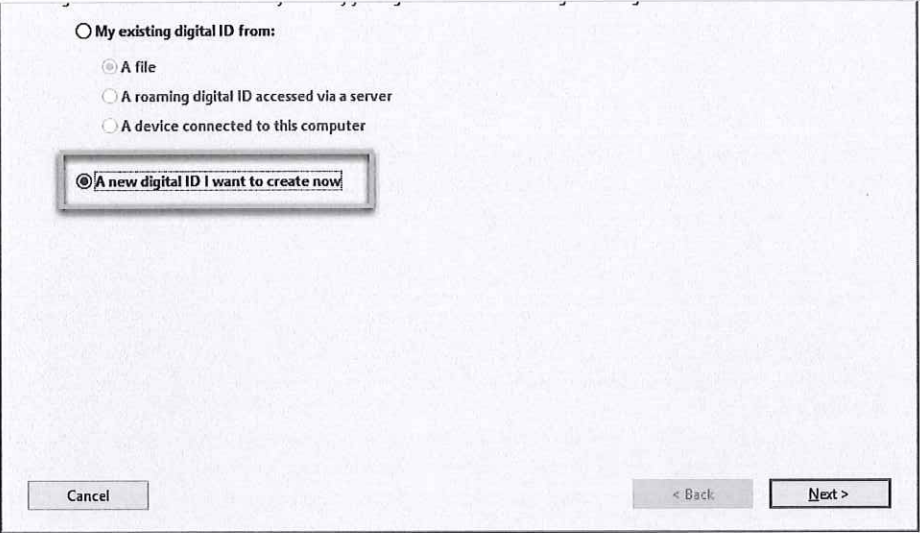 My existing digital ID from:
A file
A roaming digital ID accessed via a server
A device connected to this computer
A new digital ID I want to create now
Cancel
< Back
Next >